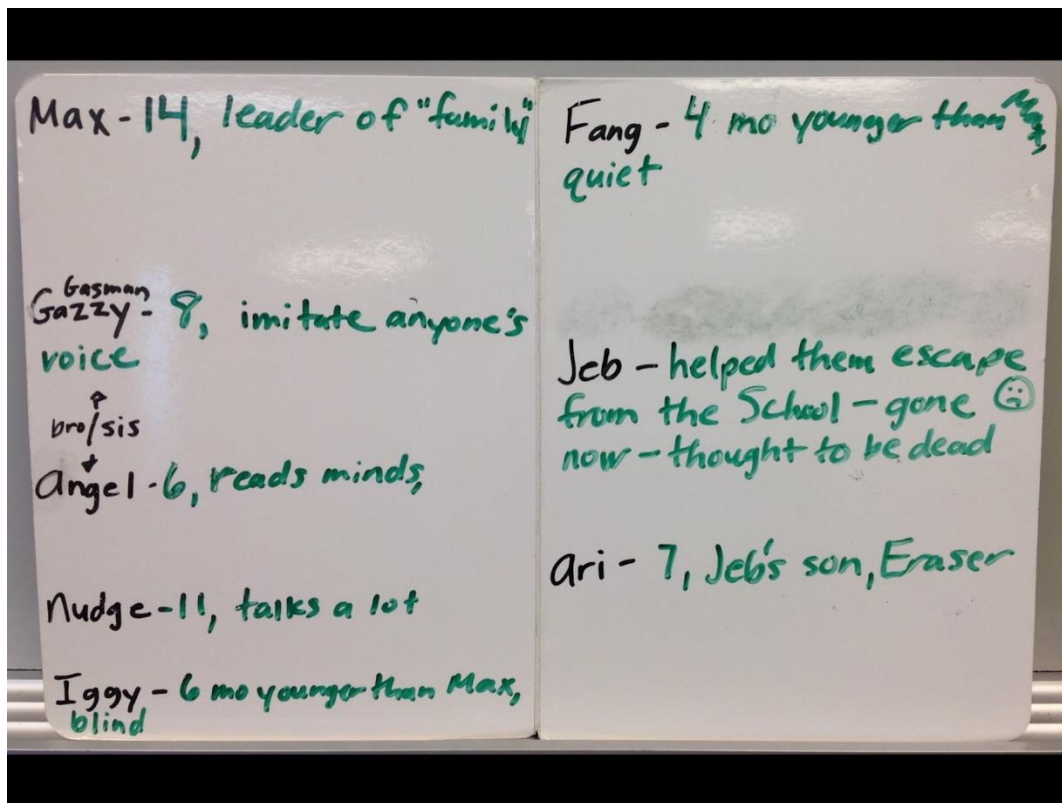 Max - 14, leader of "family"
Gasman
Gazzy - 8, imitate anyone's
voice
bro/sis
angel - 6, reads minds,
nudge - 11, talks a lot
Iggy - 6 mo younger than Max,
blind
Fang - 4 mo younger than Max,
quiet
Jeb - helped them escape
from the School - gone
now - thought to be dead
ari - 7, Jeb's son, Eraser